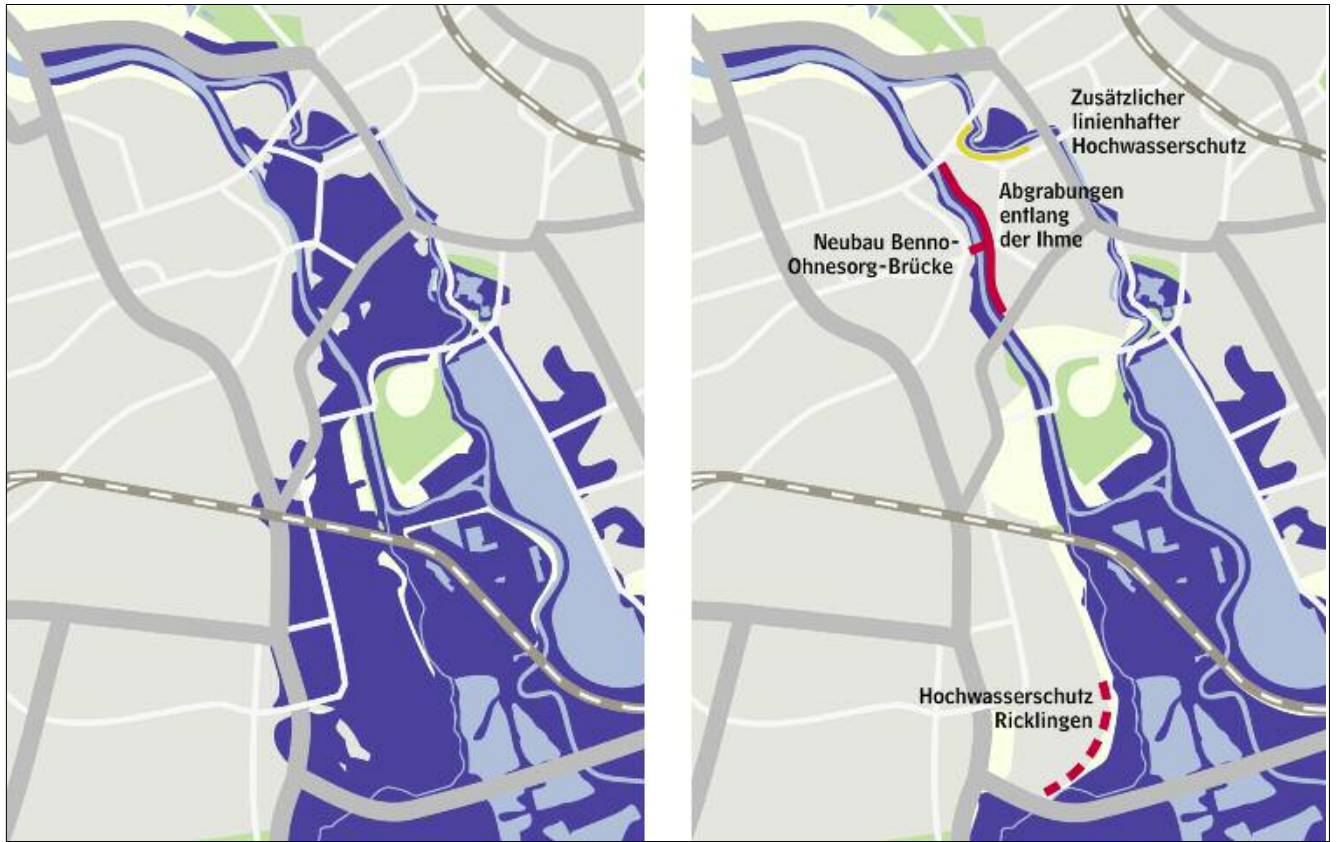 Zusätzlicher
linienhafter
Hochwasserschutz
Abgrabungen
entlang
der Ihme
Neubau Benno-
Ohnesorg-Brücke
Hochwasserschutz
Ricklingen